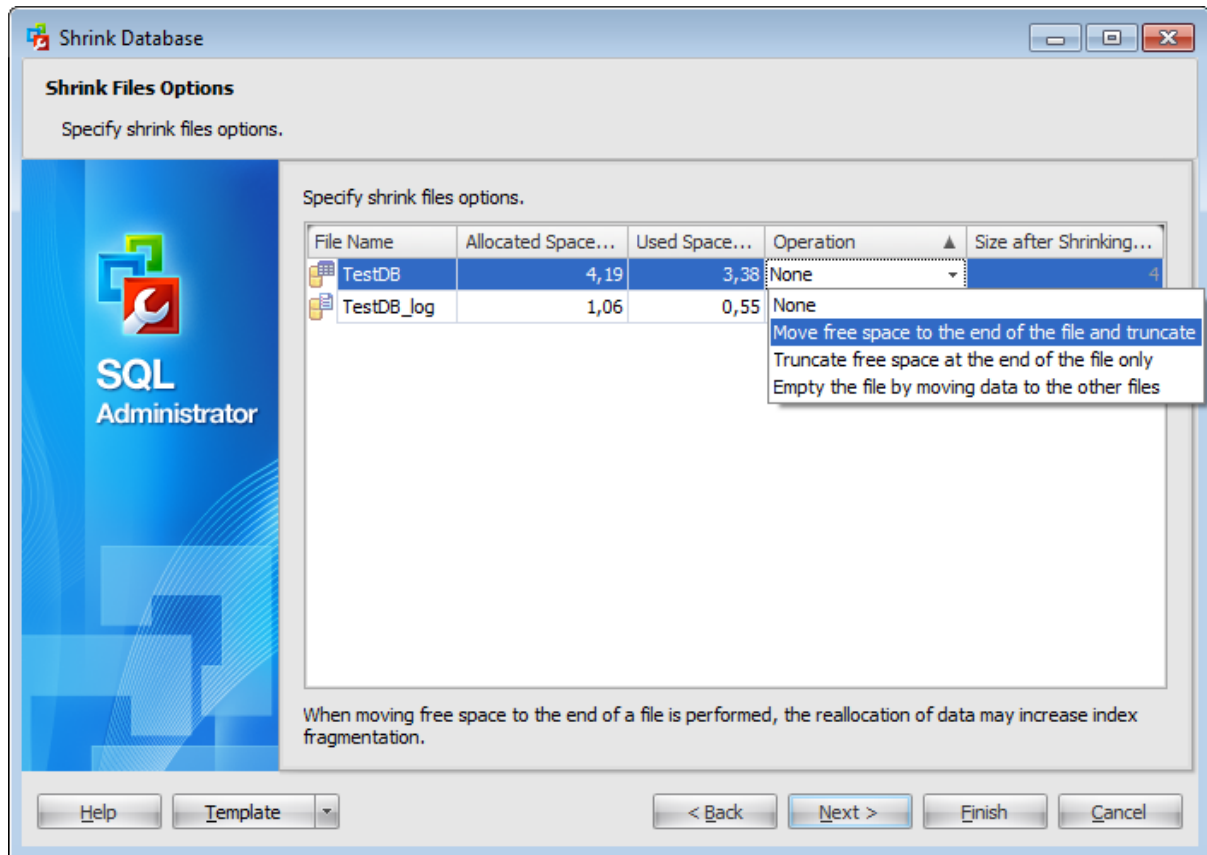 Shrink Database
Shrink Files Options
Specify shrink files options.
Specify shrink files options.
File Name Allocated Space... Used Space... Operation Size after Shrinking...
TestDB 4,19 3,38 None 4
TestDB_log 1,06 0,55 None
Move free space to the end of the file and truncate
Truncate free space at the end of the file only
Empty the file by moving data to the other files
SQL
Administrator
When moving free space to the end of a file is performed, the reallocation of data may increase index
fragmentation.
Help Template < Back Next > Finish Cancel